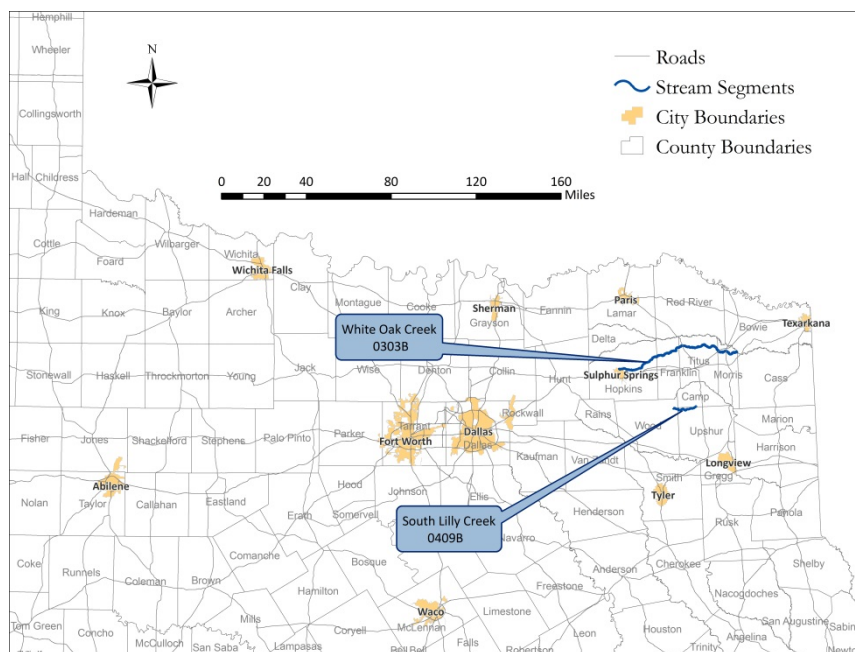 Hemphill
Wheeler
Collingsworth
Hall Childress
Hardeman
Cottle
Foard
Wilbarger
Wichita
Wichita Falls
Clay
King
Knox
Baylor
Archer
Montague
Cooke
Sherman
Grayson
Fannin
Paris
Lamar
Red River
Texarkana
Bowie
Delta
Titus
Franklin
Morris
Cass
Sulphur Springs
Hopkins
Camp
Stonewall
Haskell
Throckmorton
Young
Jack
Wise
Denton
Collin
Hunt
Rockwall
Rains
Wood
Upshur
Marion
Harrison
Fisher
Jones
Shackelford
Stephens
Palo Pinto
Parker
Tarrant
Fort Worth
Dallas
Dallas
Kaufman
Van Zandt
Smith
Gregg
Longview
Tyler
Abilene
Nolan
Taylor
Callahan
Eastland
Hood
Johnson
Ellis
Erath
Somervell
Henderson
Rusk
Panola
Coke
Runnels
Coleman
Brown
Comanche
Bosque
Navarro
Anderson
Cherokee
Shelby
Hamilton
Freestone
Nacogdoches
Tom Green
Concho
McCulloch
San Saba
Mills
Lampasas
Coryell
Waco
McLennan
Bell
Falls
Limestone
Robertson
Leon
Houston
Trinity
Angelina
San Augustine
N
Roads
Stream Segments
City Boundaries
County Boundaries
0 20 40 80 120 160
Miles
White Oak Creek
0303B
South Lilly Creek
0409B